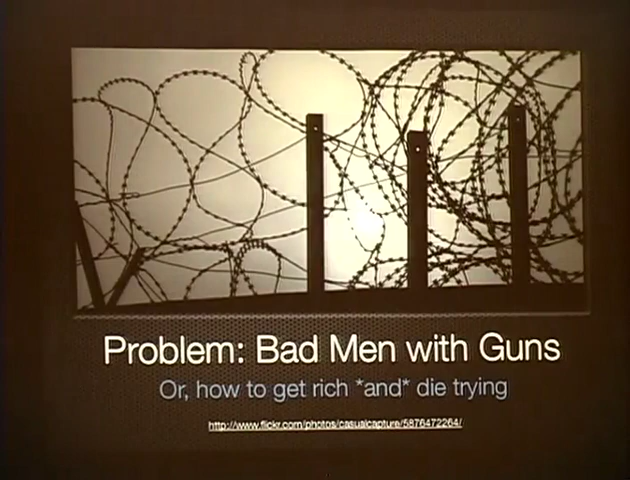 Problem: Bad Men with Guns
Or, how to get rich *and* die trying
http://www.flickr.com/photos/casualcapture/5876472264/